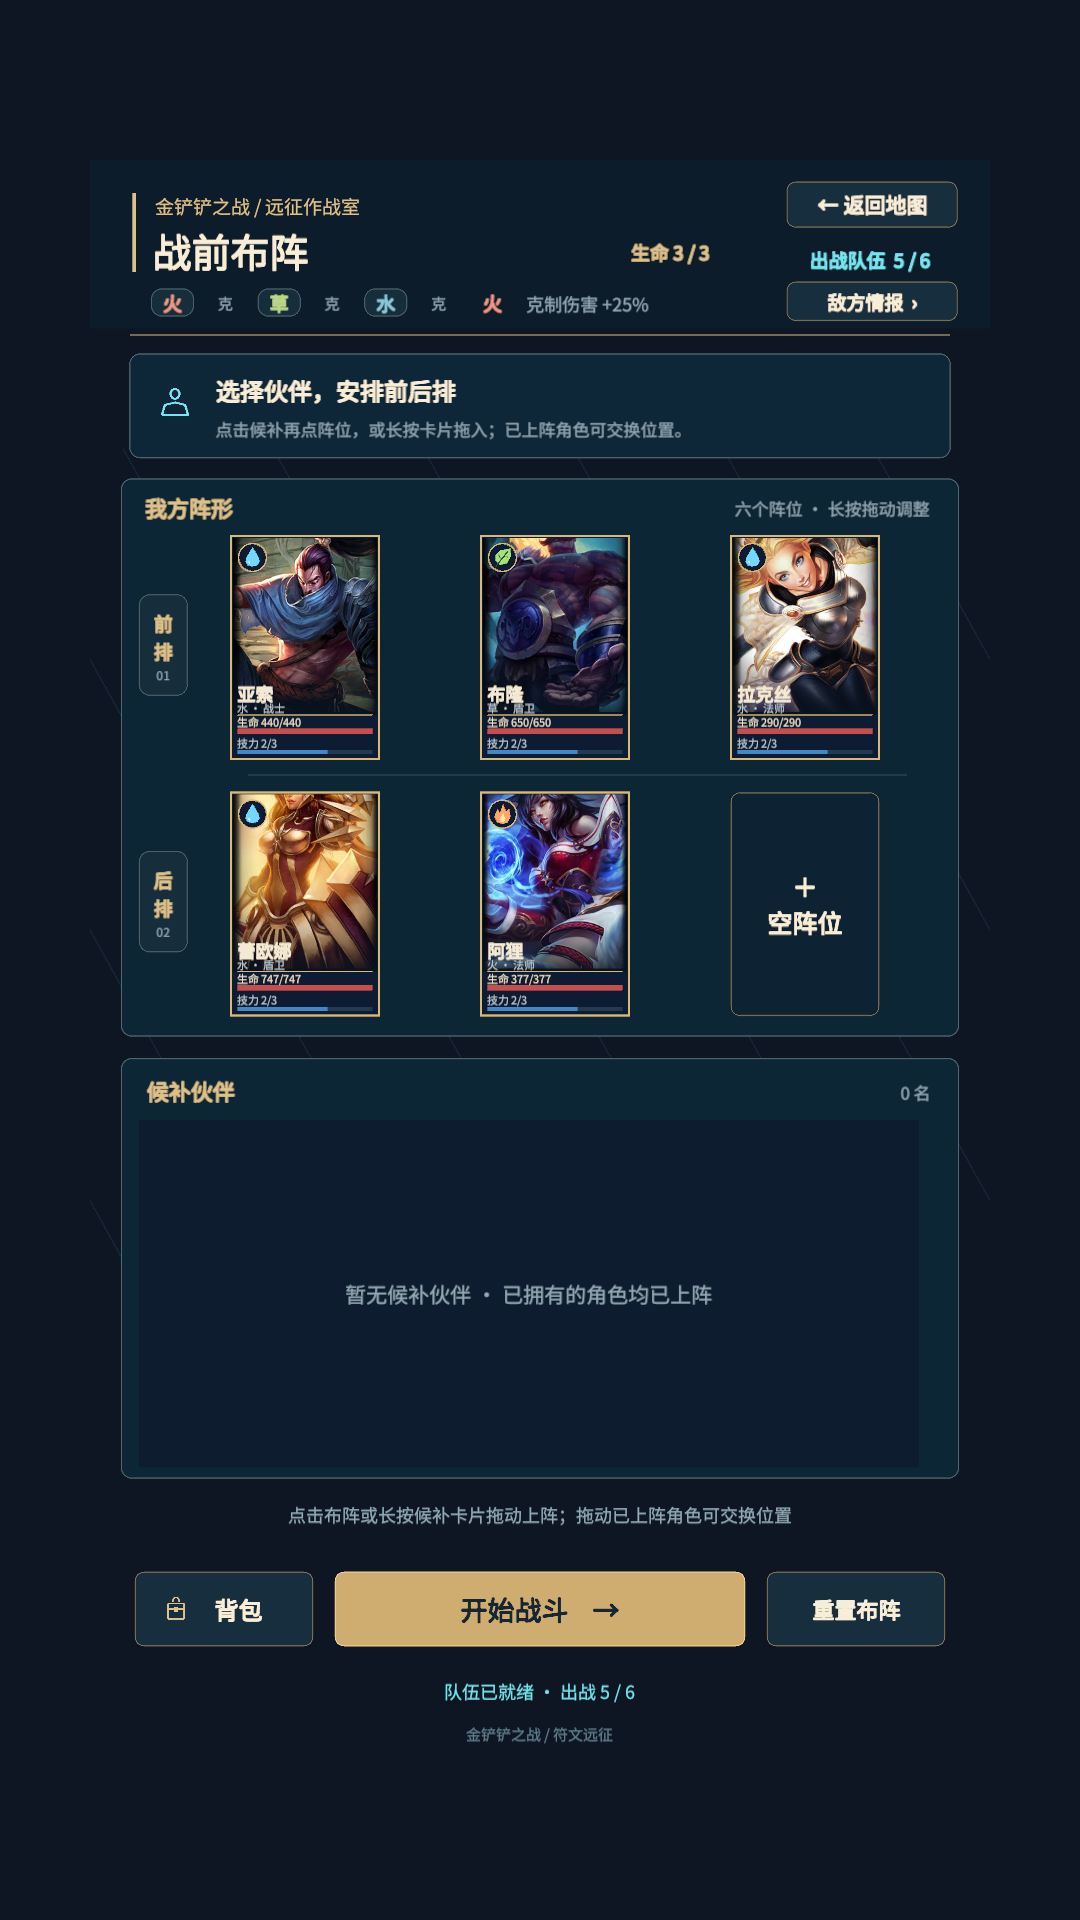 金铲铲之战 / 远征作战室
← 返回地图
战前布阵
生命 3 / 3
出战队伍 5 / 6
火 克 草 克 水 克 火 克制伤害 +25%
敌方情报 ›
选择伙伴，安排前后排
点击候补再点阵位，或长按卡片拖入；已上阵角色可交换位置。
我方阵形
六个阵位 · 长按拖动调整
前排
01
亚索
水 · 战士
生命 440/440
技力 2/3
布隆
草 · 盾卫
生命 650/650
技力 2/3
拉克丝
水 · 法师
生命 290/290
技力 2/3
后排
02
蕾欧娜
水 · 盾卫
生命 747/747
技力 2/3
阿狸
火 · 法师
生命 377/377
技力 2/3
＋
空阵位
候补伙伴
0 名
暂无候补伙伴 · 已拥有的角色均已上阵
点击布阵或长按候补卡片拖动上阵；拖动已上阵角色可交换位置
背包
开始战斗 →
重置布阵
队伍已就绪 · 出战 5 / 6
金铲铲之战 / 符文远征